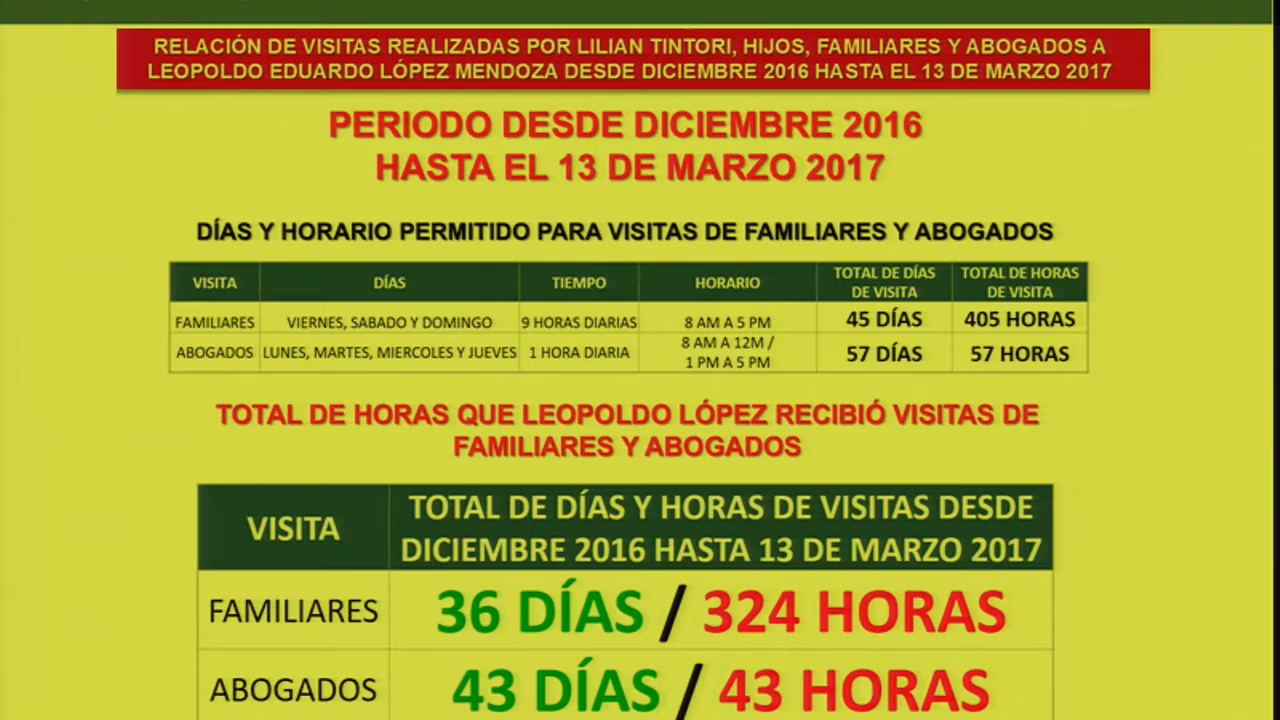 RELACIÓN DE VISITAS REALIZADAS POR LILIAN TINTORI, HIJOS, FAMILIARES Y ABOGADOS A
LEOPOLDO EDUARDO LÓPEZ MENDOZA DESDE DICIEMBRE 2016 HASTA EL 13 DE MARZO 2017
PERIODO DESDE DICIEMBRE 2016
HASTA EL 13 DE MARZO 2017
DÍAS Y HORARIO PERMITIDO PARA VISITAS DE FAMILIARES Y ABOGADOS
VISITA DÍAS TIEMPO HORARIO TOTAL DE DÍAS DE VISITA TOTAL DE HORAS DE VISITA
FAMILIARES VIERNES, SABADO Y DOMINGO 9 HORAS DIARIAS 8 AM A 5 PM 45 DÍAS 405 HORAS
ABOGADOS LUNES, MARTES, MIERCOLES Y JUEVES 1 HORA DIARIA 8 AM A 12M / 1 PM A 5 PM 57 DÍAS 57 HORAS
TOTAL DE HORAS QUE LEOPOLDO LÓPEZ RECIBIÓ VISITAS DE
FAMILIARES Y ABOGADOS
VISITA TOTAL DE DÍAS Y HORAS DE VISITAS DESDE
DICIEMBRE 2016 HASTA 13 DE MARZO 2017
FAMILIARES 36 DÍAS / 324 HORAS
ABOGADOS 43 DÍAS / 43 HORAS